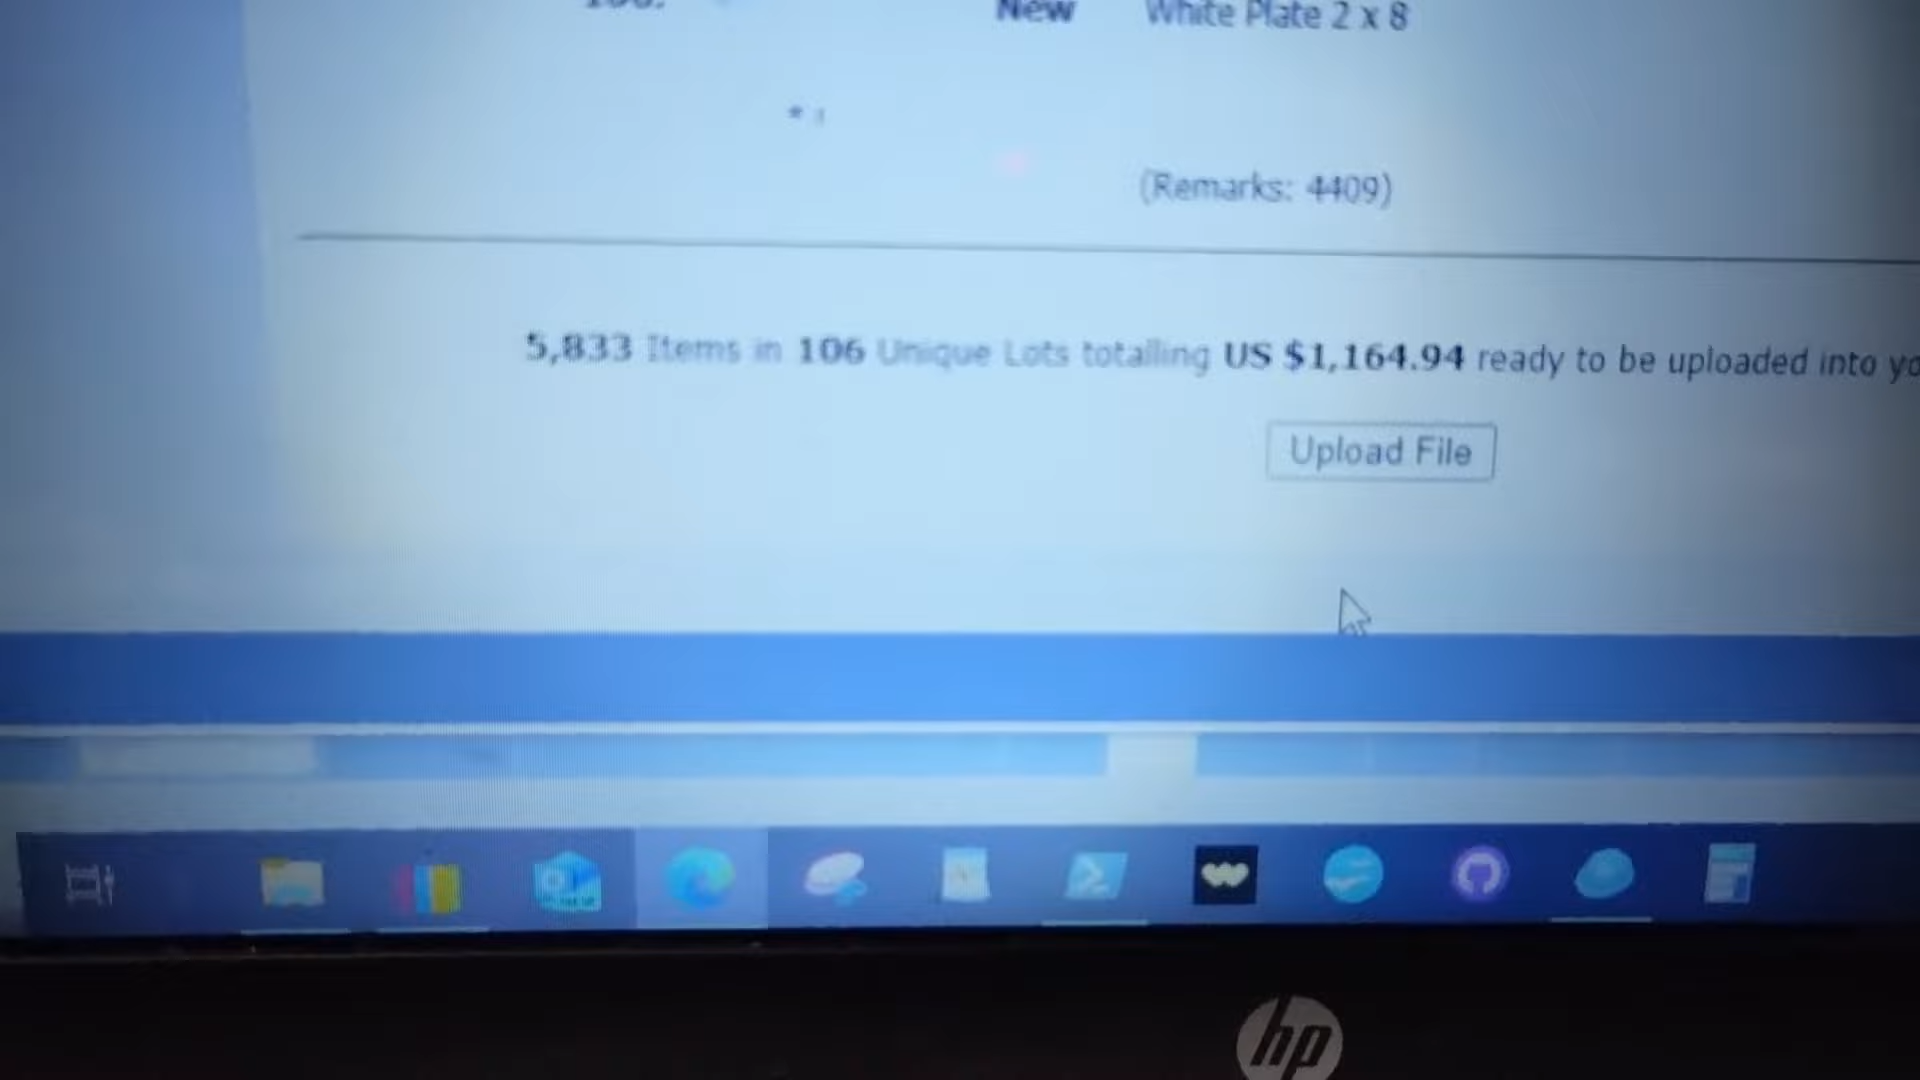 New White Plate 2 x 8
(Remarks: 4409)
5,833 Items in 106 Unique Lots totalling US $1,164.94 ready to be uploaded into
Upload File
hp